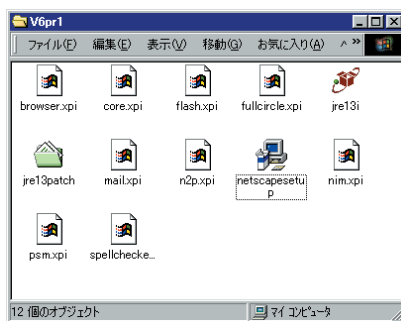 V6pr1
ファイル(F) 編集(E) 表示(V) 移動(G) お気に入り(A) »
browser.xpi core.xpi flash.xpi fullcircle.xpi jre13i
jre13patch mail.xpi n2p.xpi netscapesetu
p nim.xpi
psm.xpi spellchecke...
12 個のオブジェクト マイ コンピュータ